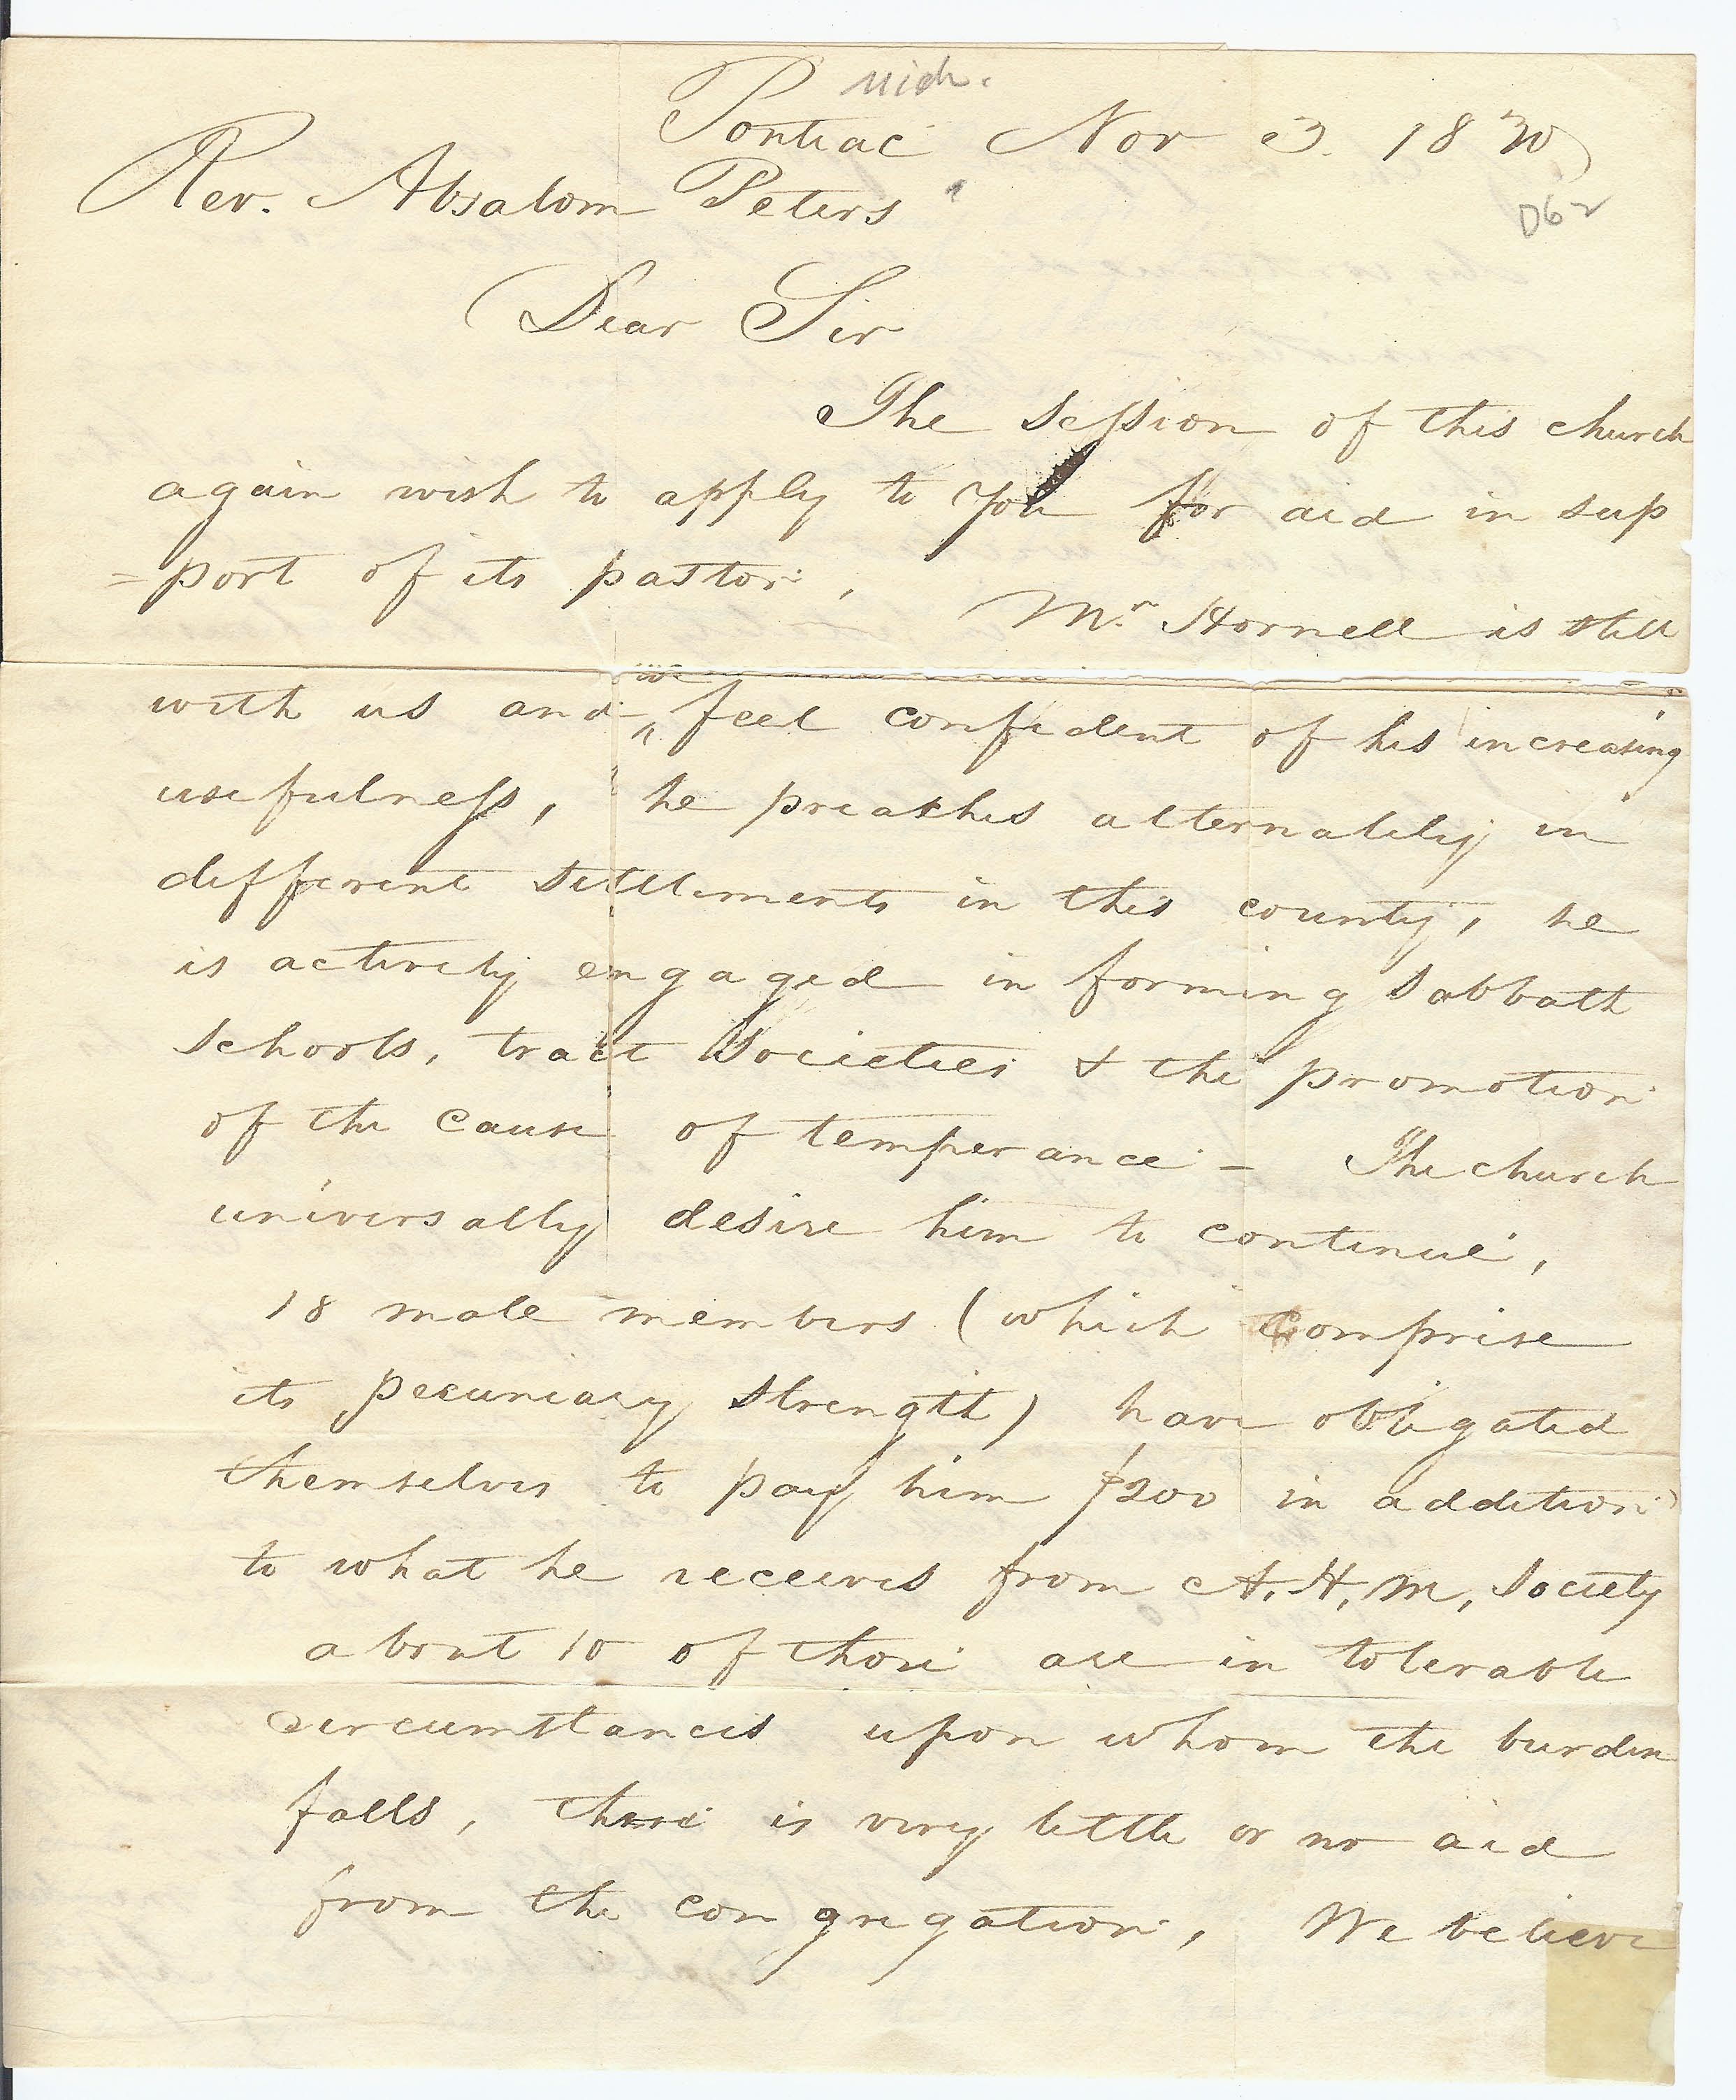 Mich.
Pontiac Nov 3. 1830
Rev. Absalom Peters
D62
Dear Sir
The session of this church
again wish to apply to you for aid in sup
=port of its pastor.
Mr. Hornell is still
with us and we feel confident of his increasing
usefulness, he preaches alternately in
different settlements in this county, he
is actively engaged in forming Sabbath
Schools, tract Societies & the promotion
of the cause of temperance - The church
universally desire him to continue,
18 male members (which comprise
its pecuniary strength) have obligated
themselves to pay him $200 in addition
to what he receives from A. H, M, Society
about 10 of those are in tolerable
circumstances upon whom the burden
falls, there is very little or no aid
from the congregation, We believe